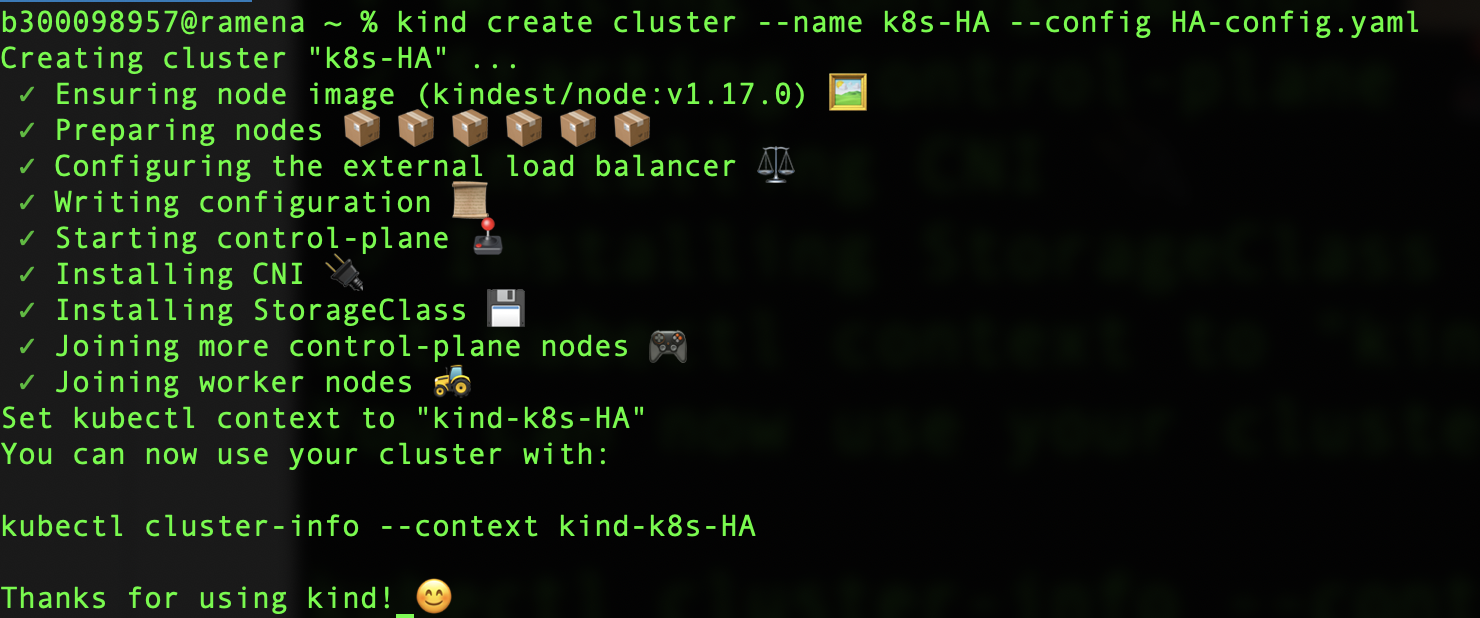 b300098957@ramena ~ % kind create cluster --name k8s-HA --config HA-config.yaml
Creating cluster "k8s-HA" ...
✓ Ensuring node image (kindest/node:v1.17.0) 🖼
✓ Preparing nodes 📦 📦 📦 📦 📦 📦
✓ Configuring the external load balancer ⚖️
✓ Writing configuration 📜
✓ Starting control-plane 🕹️
✓ Installing CNI 🔌
✓ Installing StorageClass 💾
✓ Joining more control-plane nodes 🎮
✓ Joining worker nodes 🚜
Set kubectl context to "kind-k8s-HA"
You can now use your cluster with:

kubectl cluster-info --context kind-k8s-HA

Thanks for using kind! 😊